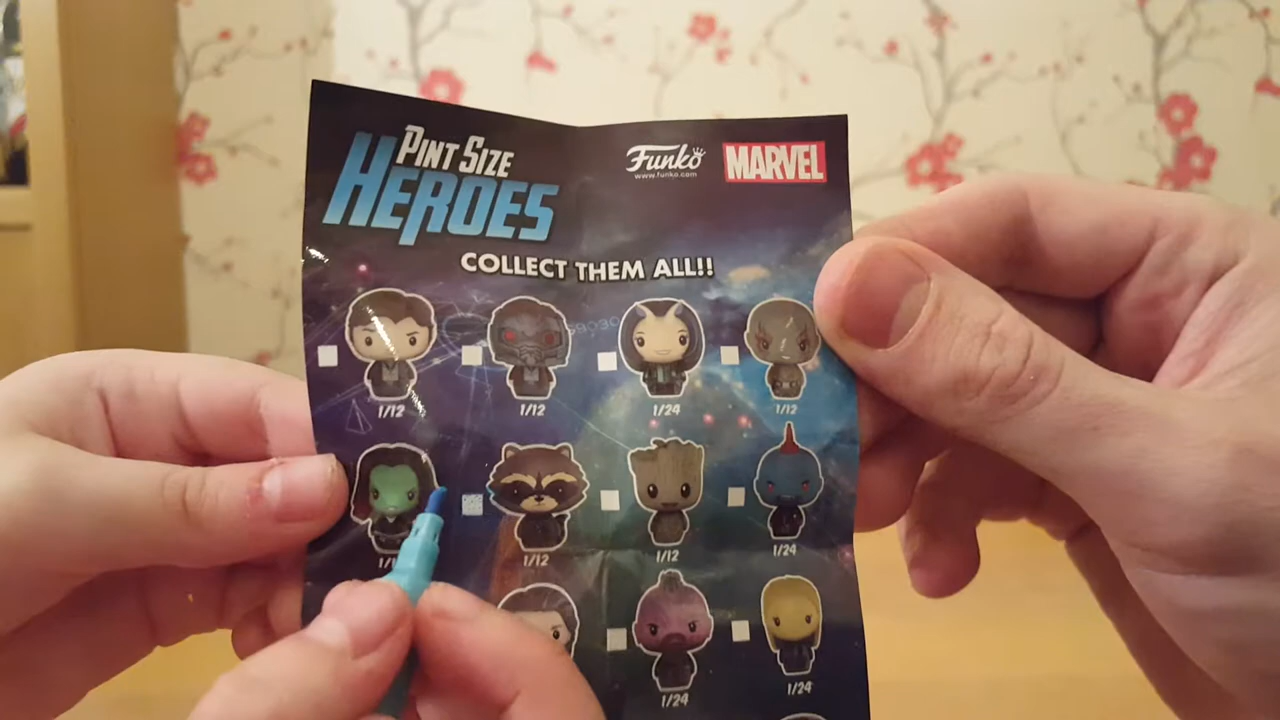 PINT SIZE
HEROES
Funko
www.funko.com
MARVEL
COLLECT THEM ALL!!
1/12
1/12
1/24
1/12
1/12
1/12
1/24
1/24
1/24